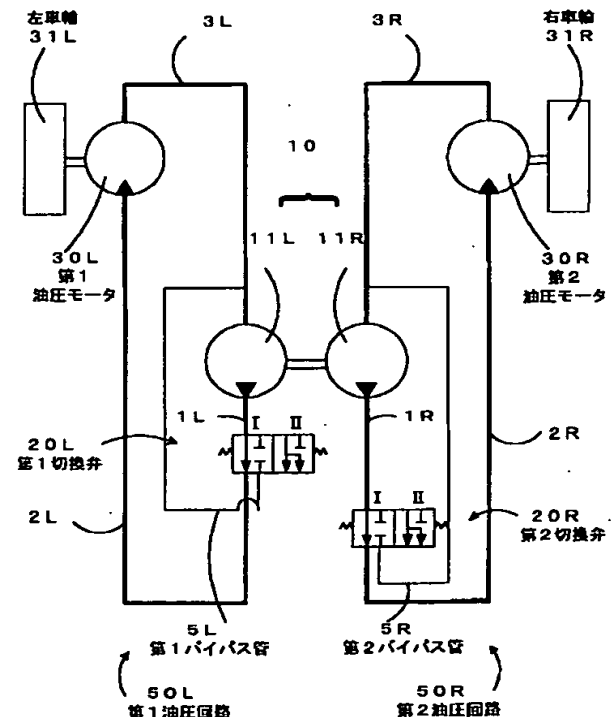 左車輪
31L
3L
3R
右車輪
31R
10
30L
第1
油圧モータ
11L
11R
30R
第2
油圧モータ
1L
I
II
1R
20L
第1切換弁
2L
2R
I
II
20R
第2切換弁
5L
第1バイパス管
5R
第2バイパス管
50L
第1油圧回路
50R
第2油圧回路